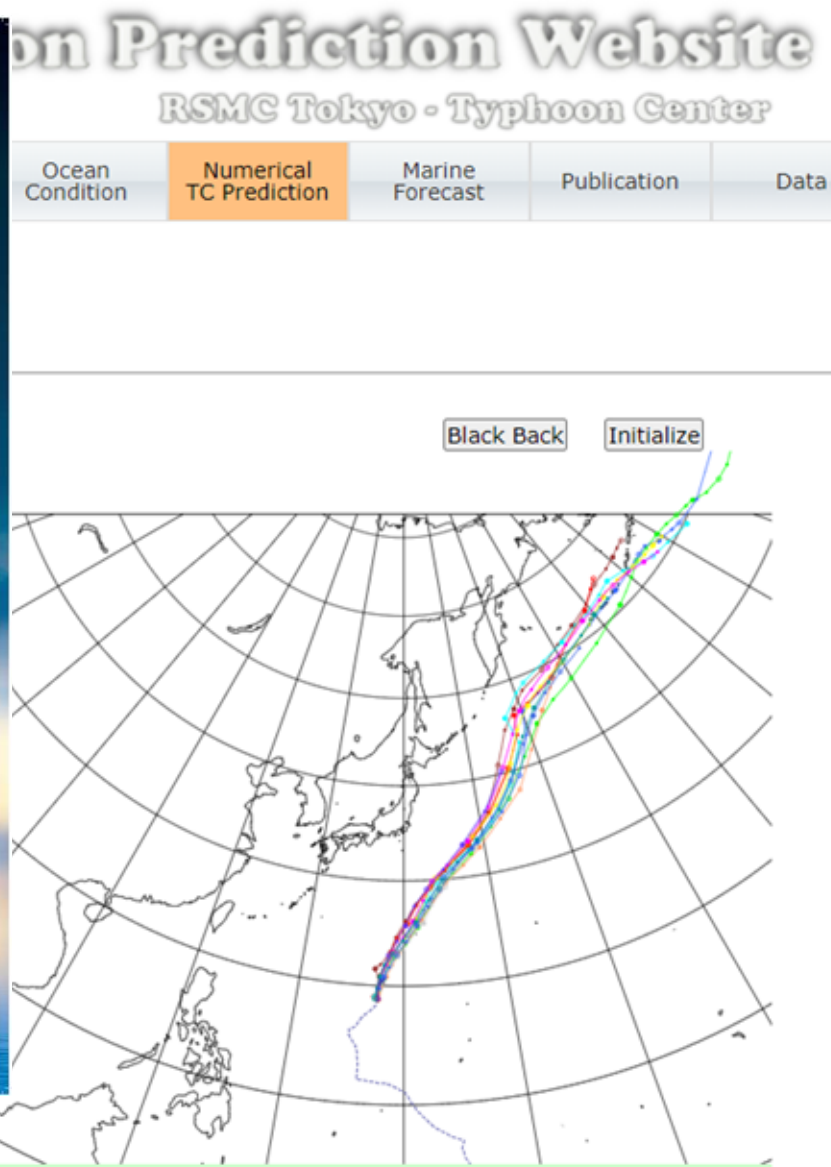 on Prediction Website
RSMC Tokyo - Typhoon Center
Ocean
Condition
Numerical
TC Prediction
Marine
Forecast
Publication
Data
Black Back
Initialize